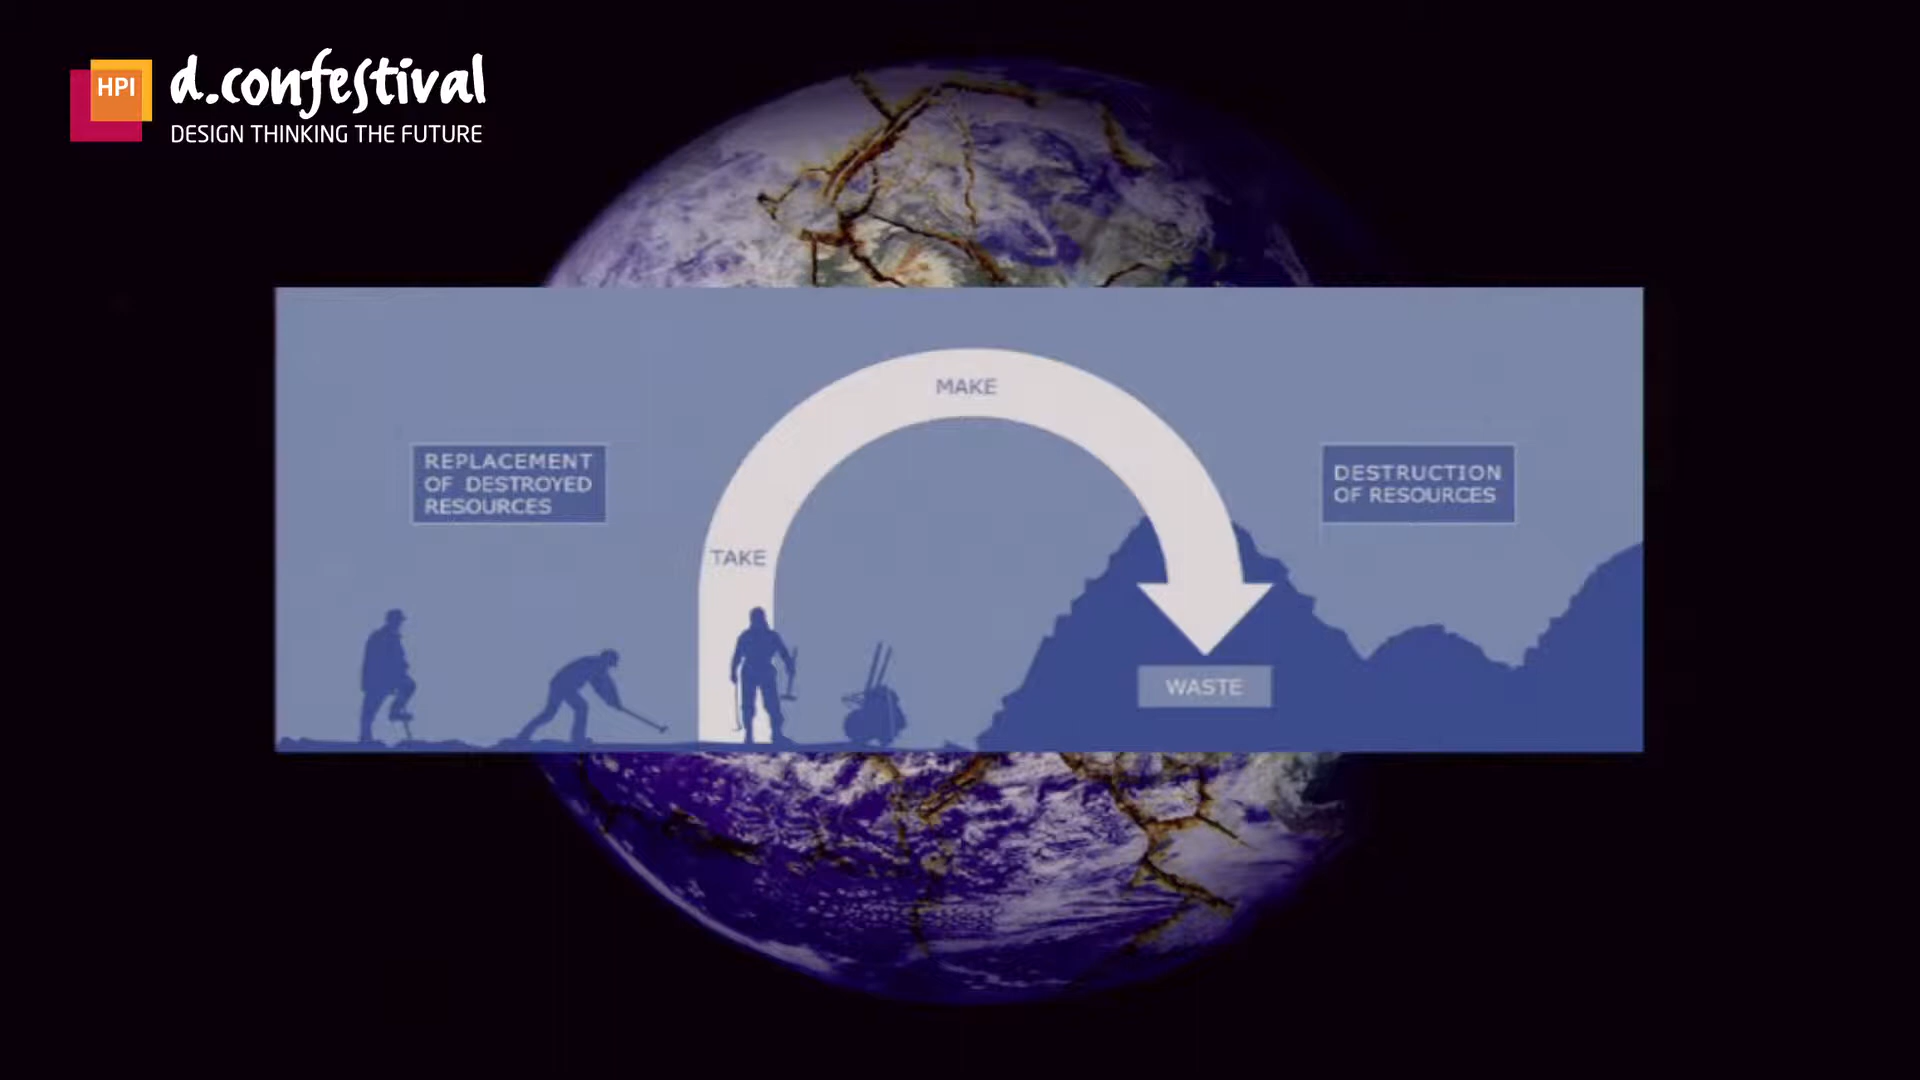 HPI
d.confestival
DESIGN THINKING THE FUTURE
MAKE
REPLACEMENT
OF DESTROYED
RESOURCES
DESTRUCTION
OF RESOURCES
TAKE
WASTE